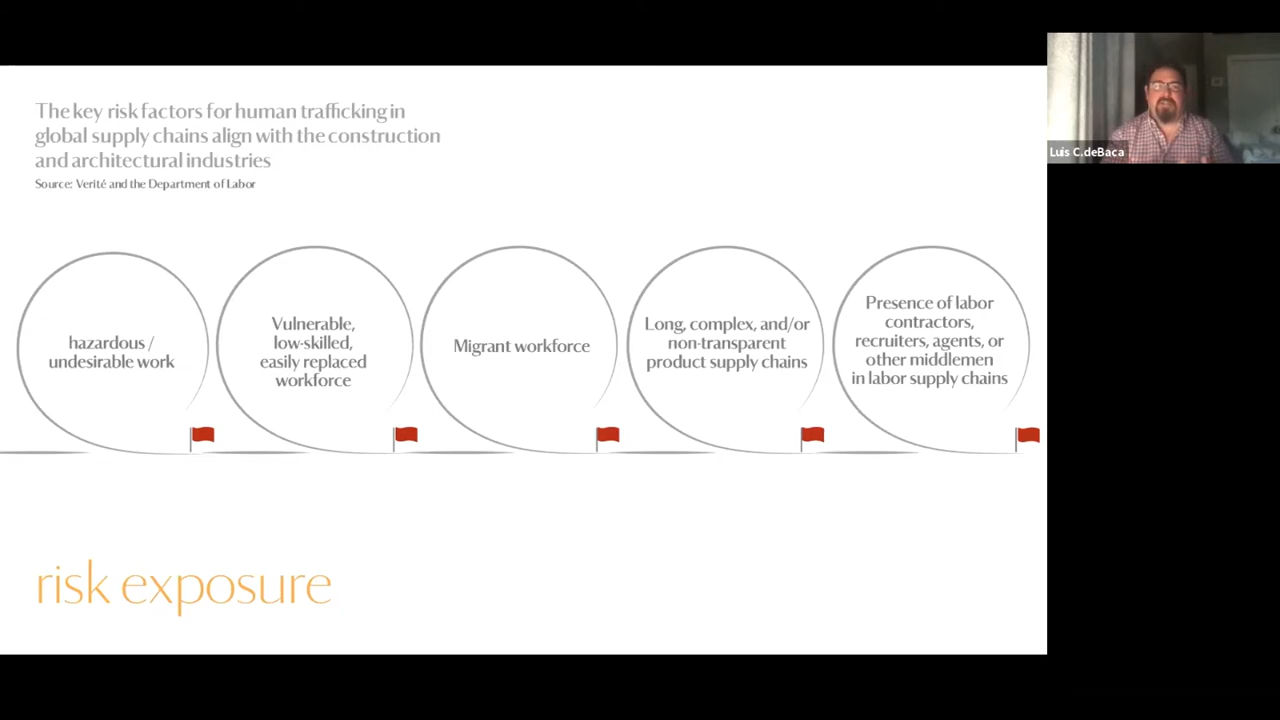 The key risk factors for human trafficking in
global supply chains align with the construction
and architectural industries
Source: Verité and the Department of Labor
hazardous /
undesirable work
Vulnerable,
low-skilled,
easily replaced
workforce
Migrant workforce
Long, complex, and/or
non-transparent
product supply chains
Presence of labor
contractors,
recruiters, agents, or
other middlemen
in labor supply chains
risk exposure
Luis C.deBaca